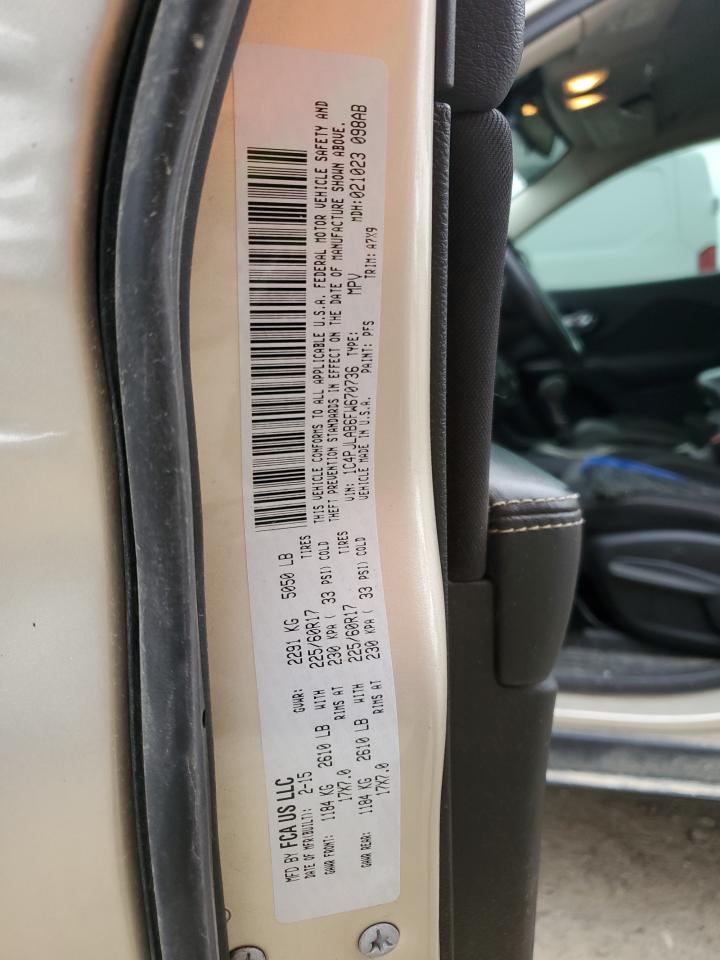 MFD BY FCA US LLC
DATE OF MFR(BUILT): 2-15 GVWR: 2291 KG 5050 LB
GAWR FRONT: 1184 KG 2610 LB WITH 225/60R17 TIRES
17X7.0 RIMS AT 230 KPA ( 33 PSI) COLD
GAWR REAR: 1184 KG 2610 LB WITH 225/60R17 TIRES
17X7.0 RIMS AT 230 KPA ( 33 PSI) COLD
THIS VEHICLE CONFORMS TO ALL APPLICABLE U.S.A. FEDERAL MOTOR VEHICLE SAFETY AND
THEFT PREVENTION STANDARDS IN EFFECT ON THE DATE OF MANUFACTURE SHOWN ABOVE.
VIN: 1C4PJLAB6FW670736 TYPE: MPV MDH:021023 098AB
VEHICLE MADE IN U.S.A. PAINT: PFS TRIM: A7X9